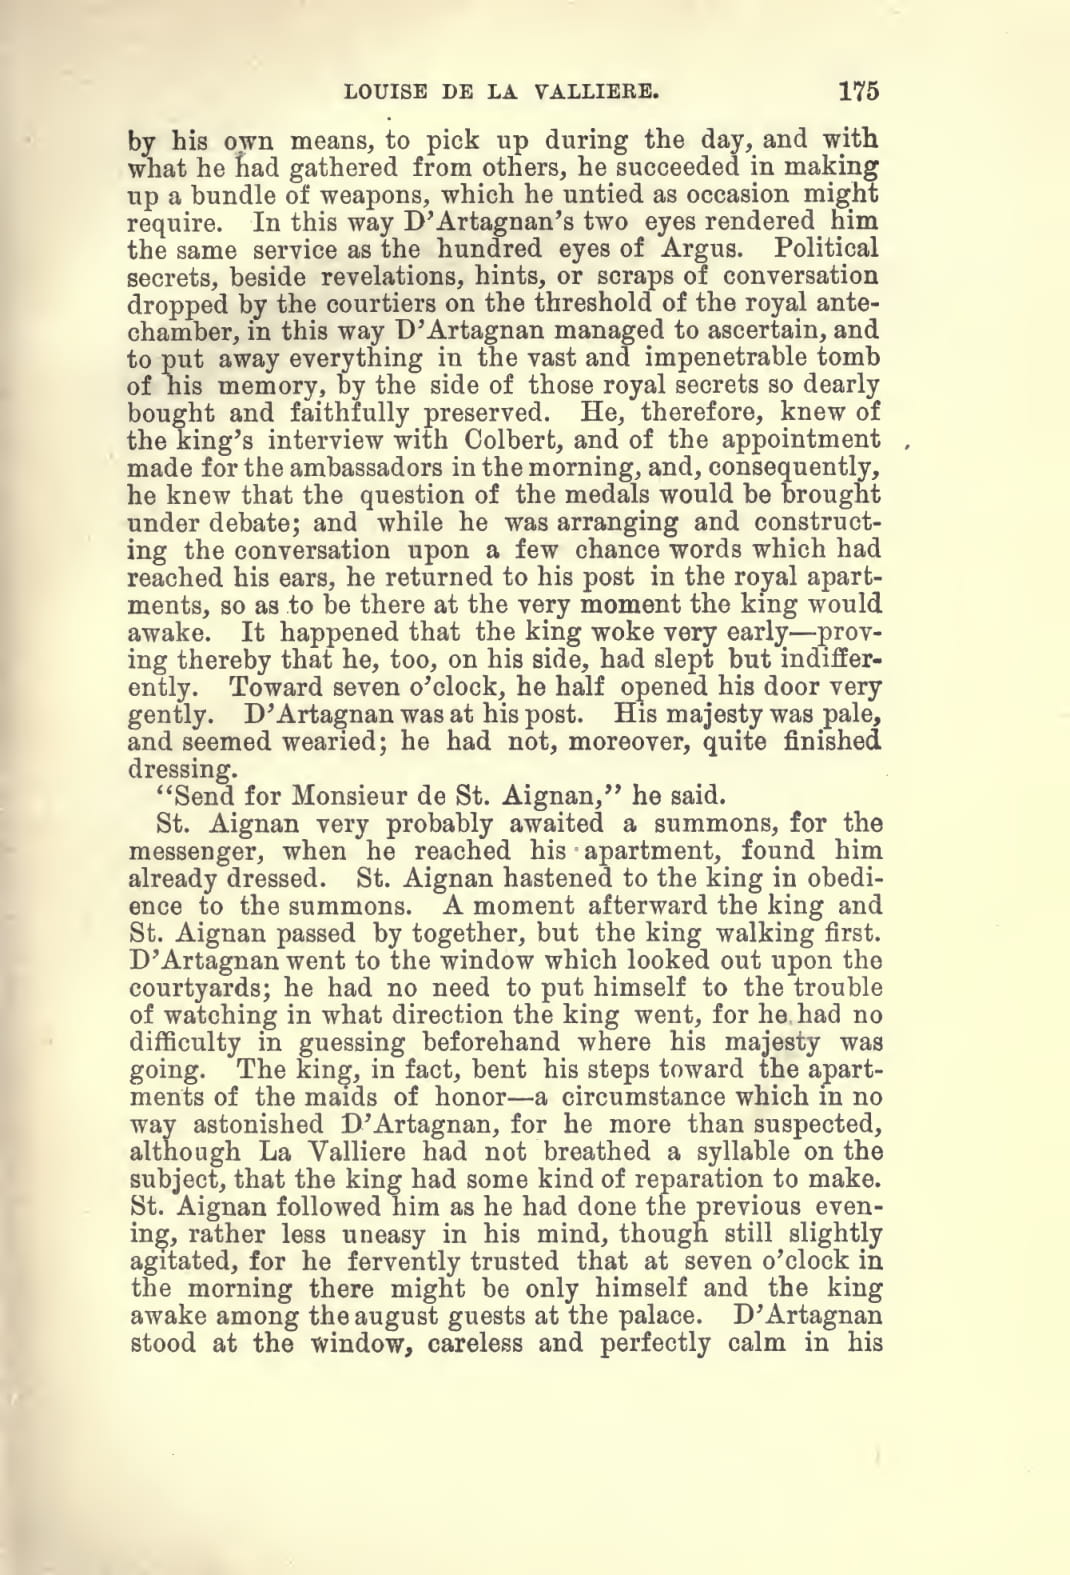 LOUISE DE LA VALLIERE. 175
by his own means, to pick up during the day, and with
what he had gathered from others, he succeeded in making
up a bundle of weapons, which he untied as occasion might
require. In this way D’Artagnan’s two eyes rendered him
the same service as the hundred eyes of Argus. Political
secrets, beside revelations, hints, or scraps of conversation
dropped by the courtiers on the threshold of the royal ante-
chamber, in this way D’Artagnan managed to ascertain, and
to put away everything in the vast and impenetrable tomb
of his memory, by the side of those royal secrets so dearly
bought and faithfully preserved. He, therefore, knew of
the king’s interview with Colbert, and of the appointment
made for the ambassadors in the morning, and, consequently,
he knew that the question of the medals would be brought
under debate; and while he was arranging and construct-
ing the conversation upon a few chance words which had
reached his ears, he returned to his post in the royal apart-
ments, so as to be there at the very moment the king would
awake. It happened that the king woke very early—prov-
ing thereby that he, too, on his side, had slept but indiffer-
ently. Toward seven o’clock, he half opened his door very
gently. D’Artagnan was at his post. His majesty was pale,
and seemed wearied; he had not, moreover, quite finished
dressing.
“Send for Monsieur de St. Aignan,” he said.
St. Aignan very probably awaited a summons, for the
messenger, when he reached his apartment, found him
already dressed. St. Aignan hastened to the king in obedi-
ence to the summons. A moment afterward the king and
St. Aignan passed by together, but the king walking first.
D’Artagnan went to the window which looked out upon the
courtyards; he had no need to put himself to the trouble
of watching in what direction the king went, for he had no
difficulty in guessing beforehand where his majesty was
going. The king, in fact, bent his steps toward the apart-
ments of the maids of honor—a circumstance which in no
way astonished D’Artagnan, for he more than suspected,
although La Valliere had not breathed a syllable on the
subject, that the king had some kind of reparation to make.
St. Aignan followed him as he had done the previous even-
ing, rather less uneasy in his mind, though still slightly
agitated, for he fervently trusted that at seven o’clock in
the morning there might be only himself and the king
awake among the august guests at the palace. D’Artagnan
stood at the window, careless and perfectly calm in his